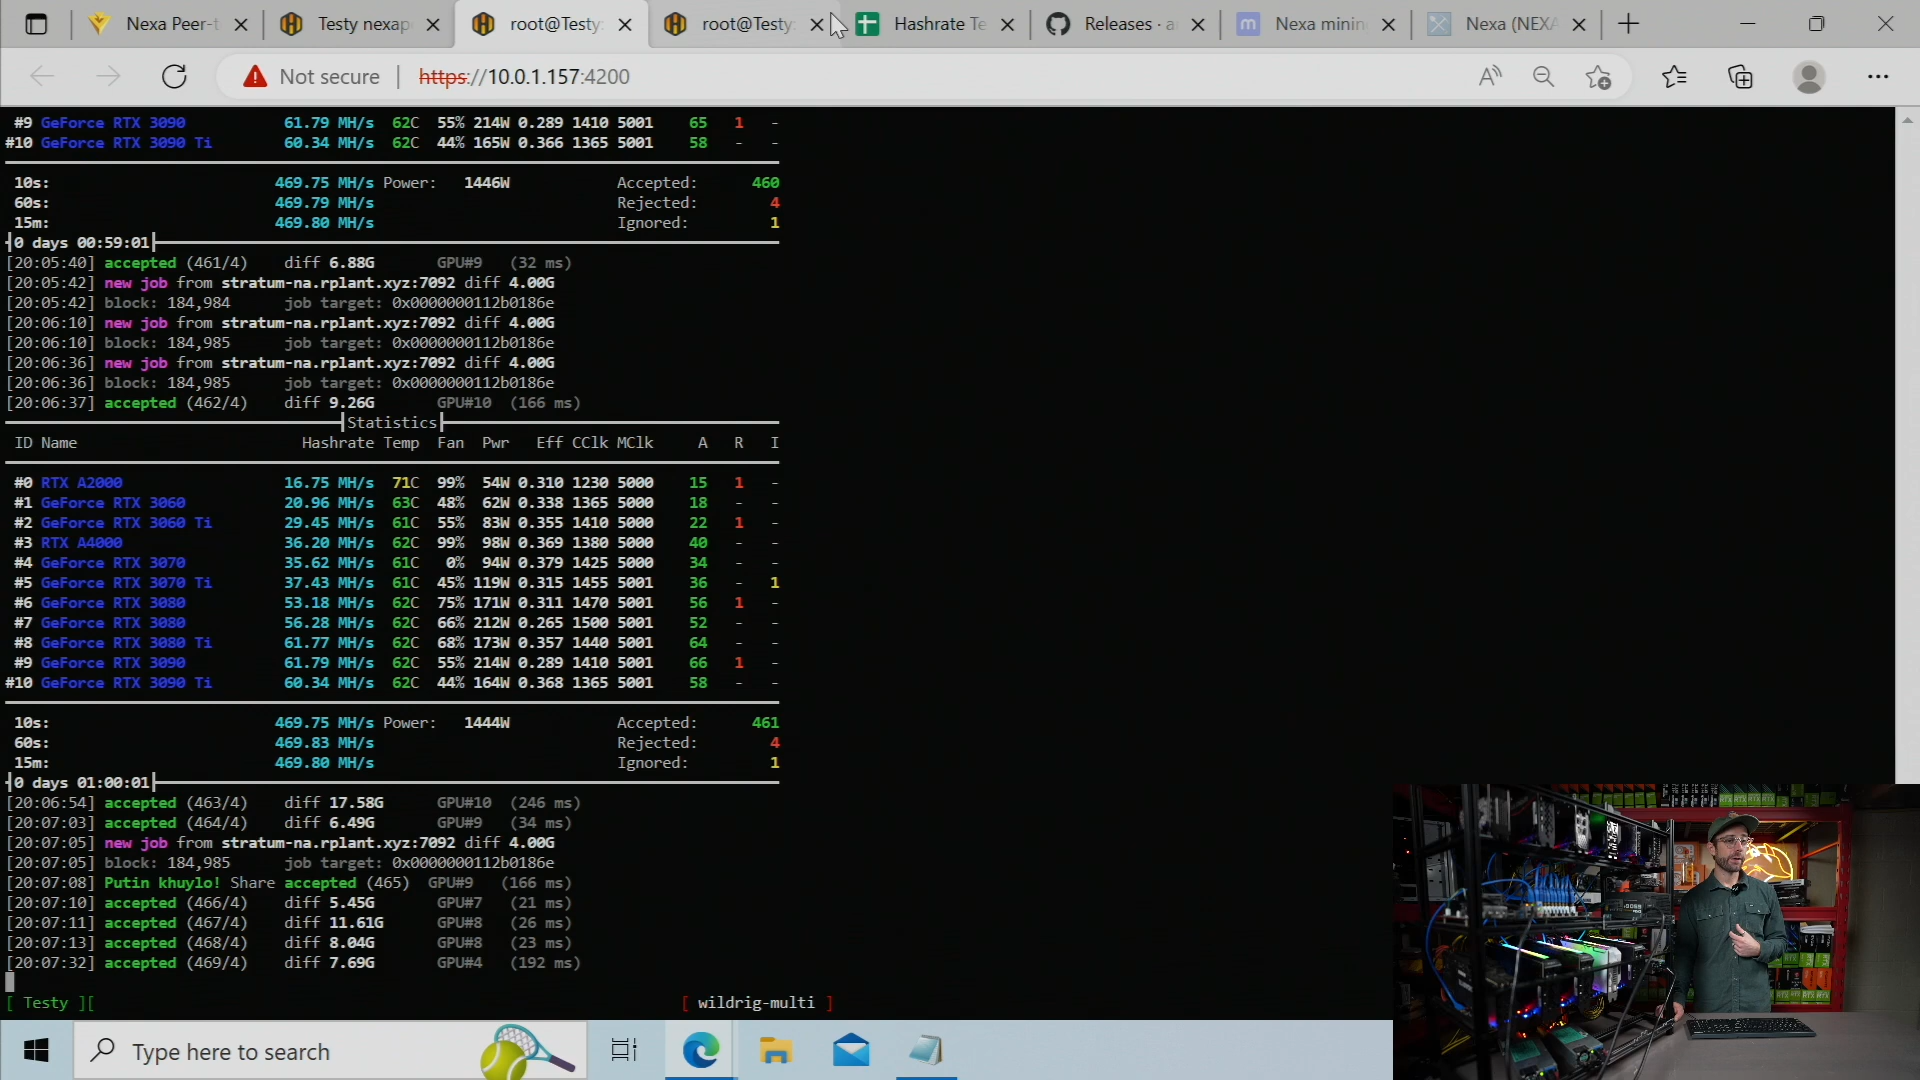 Nexa Peer-t
Testy nexap
root@Testy:
root@Testy:
Hashrate Te
Releases · a
Nexa minin
Nexa (NEXA
Not secure
https://10.0.1.157:4200
#9 GeForce RTX 3090 61.79 MH/s 62C 55% 214W 0.289 1410 5001 65 1 -
#10 GeForce RTX 3090 Ti 60.34 MH/s 62C 44% 165W 0.366 1365 5001 58 - -
10s: 469.75 MH/s Power: 1446W Accepted: 460
60s: 469.79 MH/s Rejected: 4
15m: 469.80 MH/s Ignored: 1
0 days 00:59:01
[20:05:40] accepted (461/4) diff 6.88G GPU#9 (32 ms)
[20:05:42] new job from stratum-na.rplant.xyz:7092 diff 4.00G
[20:05:42] block: 184,984 job target: 0x0000000112b0186e
[20:06:10] new job from stratum-na.rplant.xyz:7092 diff 4.00G
[20:06:10] block: 184,985 job target: 0x0000000112b0186e
[20:06:36] new job from stratum-na.rplant.xyz:7092 diff 4.00G
[20:06:36] block: 184,985 job target: 0x0000000112b0186e
[20:06:37] accepted (462/4) diff 9.26G GPU#10 (166 ms)
Statistics
ID Name Hashrate Temp Fan Pwr Eff CClk MClk A R I
#0 RTX A2000 16.75 MH/s 71C 99% 54W 0.310 1230 5000 15 1 -
#1 GeForce RTX 3060 20.96 MH/s 63C 48% 62W 0.338 1365 5000 18 - -
#2 GeForce RTX 3060 Ti 29.45 MH/s 61C 55% 83W 0.355 1410 5000 22 1 -
#3 RTX A4000 36.20 MH/s 62C 99% 98W 0.369 1380 5000 40 - -
#4 GeForce RTX 3070 35.62 MH/s 61C 0% 94W 0.379 1425 5000 34 - -
#5 GeForce RTX 3070 Ti 37.43 MH/s 61C 45% 119W 0.315 1455 5001 36 - 1
#6 GeForce RTX 3080 53.18 MH/s 62C 75% 171W 0.311 1470 5001 56 1 -
#7 GeForce RTX 3080 56.28 MH/s 62C 66% 212W 0.265 1500 5001 52 - -
#8 GeForce RTX 3080 Ti 61.77 MH/s 62C 68% 173W 0.357 1440 5001 64 - -
#9 GeForce RTX 3090 61.79 MH/s 62C 55% 214W 0.289 1410 5001 66 1 -
#10 GeForce RTX 3090 Ti 60.34 MH/s 62C 44% 164W 0.368 1365 5001 58 - -
10s: 469.75 MH/s Power: 1444W Accepted: 461
60s: 469.83 MH/s Rejected: 4
15m: 469.80 MH/s Ignored: 1
0 days 01:00:01
[20:06:54] accepted (463/4) diff 17.58G GPU#10 (246 ms)
[20:07:03] accepted (464/4) diff 6.49G GPU#9 (34 ms)
[20:07:05] new job from stratum-na.rplant.xyz:7092 diff 4.00G
[20:07:05] block: 184,985 job target: 0x0000000112b0186e
[20:07:08] Putin khuylo! Share accepted (465) GPU#9 (166 ms)
[20:07:10] accepted (466/4) diff 5.45G GPU#7 (21 ms)
[20:07:11] accepted (467/4) diff 11.61G GPU#8 (26 ms)
[20:07:13] accepted (468/4) diff 8.04G GPU#8 (23 ms)
[20:07:32] accepted (469/4) diff 7.69G GPU#4 (192 ms)
[ Testy ][ [ wildrig-multi ]
Type here to search